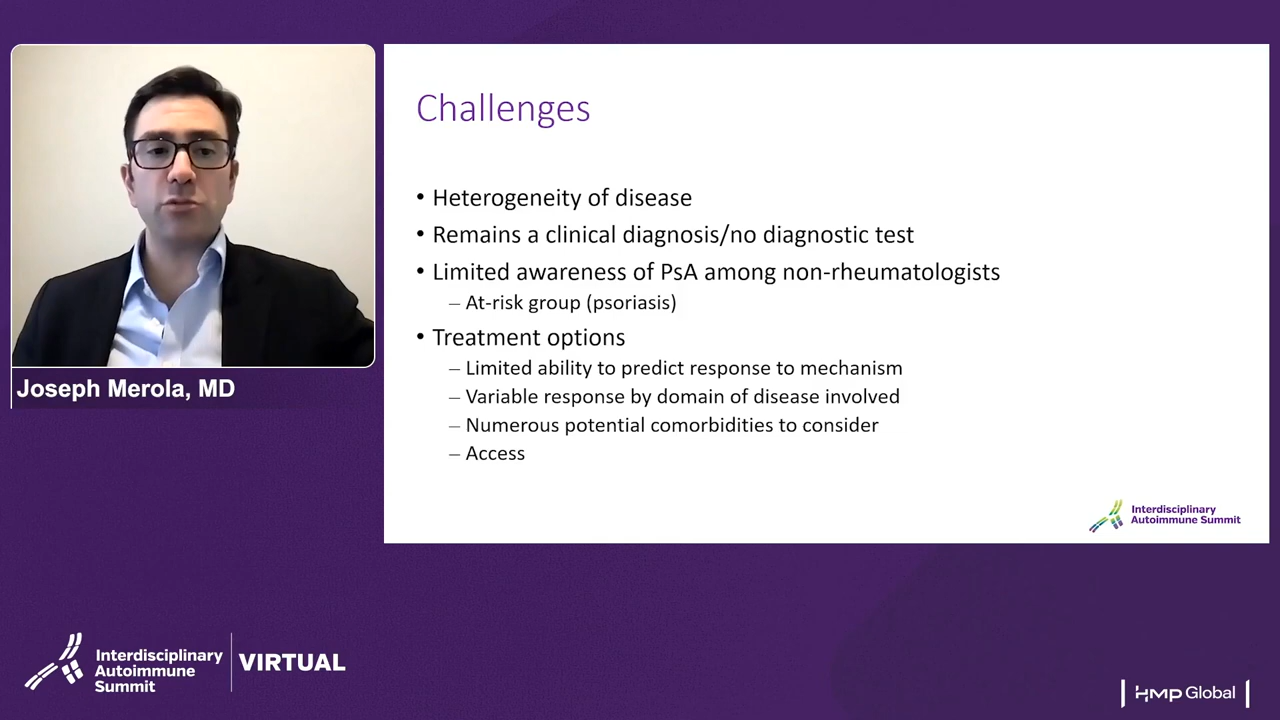 Joseph Merola, MD
Challenges
• Heterogeneity of disease
• Remains a clinical diagnosis/no diagnostic test
• Limited awareness of PsA among non-rheumatologists
– At-risk group (psoriasis)
• Treatment options
– Limited ability to predict response to mechanism
– Variable response by domain of disease involved
– Numerous potential comorbidities to consider
– Access
Interdisciplinary
Autoimmune Summit
Interdisciplinary
Autoimmune
Summit
VIRTUAL
HMP Global